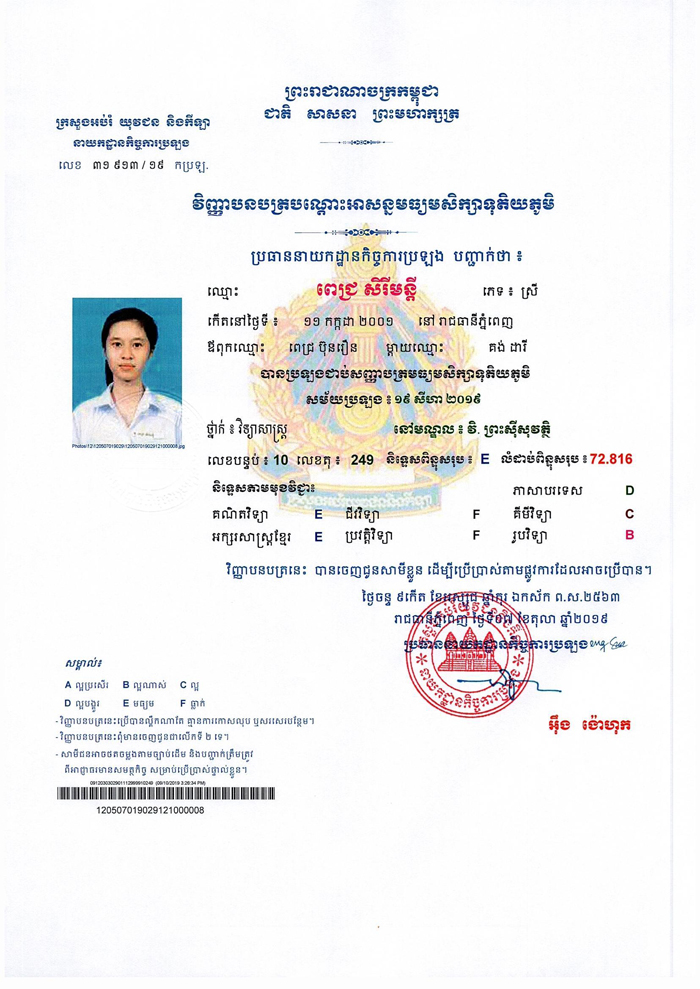 ព្រះរាជាណាចក្រកម្ពុជា
ជាតិ សាសនា ព្រះមហាក្សត្រ
ក្រសួងអប់រំ យុវជន និងកីឡា
នាយកដ្ឋានកិច្ចការប្រឡង
លេខ ៣១ ៩១៣ / ១៩ កប្រឡ.
វិញ្ញាបនបត្របណ្ដោះអាសន្នមធ្យមសិក្សាទុតិយភូមិ
ប្រធាននាយកដ្ឋានកិច្ចការប្រឡង បញ្ជាក់ថា ៖
ឈ្មោះ ពេជ្រ សិរីមន្តី ភេទ ៖ ស្រី
កើតនៅថ្ងៃទី ៖ ១១ កក្កដា ២០០១ នៅ រាជធានីភ្នំពេញ
ឪពុកឈ្មោះ ពេជ្រ ប៊ុនរឿន ម្ដាយឈ្មោះ គង់ ដារី
បានប្រឡងជាប់សញ្ញាបត្រមធ្យមសិក្សាទុតិយភូមិ
សម័យប្រឡង ៖ ១៩ សីហា ២០១៩
ថ្នាក់ ៖ វិទ្យាសាស្ត្រ នៅមណ្ឌល ៖ វិ. ព្រះស៊ីសុវត្ថិ
Photos/12/120507019029/120507019029121000008.jpg
លេខបន្ទប់ ៖ 10 លេខតុ ៖ 249 និទ្ទេសពិន្ទុសរុប ៖ E លំដាប់ពិន្ទុសរុប ៖ 72.816
និទ្ទេសតាមមុខវិជ្ជា ៖ ភាសាបរទេស D
គណិតវិទ្យា E ជីវវិទ្យា F គីមីវិទ្យា C
អក្សរសាស្ត្រខ្មែរ E ប្រវត្តិវិទ្យា F រូបវិទ្យា B
វិញ្ញាបនបត្រនេះ បានចេញជូនសាមីខ្លួន ដើម្បីប្រើប្រាស់តាមផ្លូវការដែលអាចប្រើបាន។
ថ្ងៃចន្ទ ៩កើត ខែអស្សុជ ឆ្នាំកុរ ឯកស័ក ព.ស.២៥៦៣
រាជធានីភ្នំពេញ ថ្ងៃទី០៧ ខែតុលា ឆ្នាំ២០១៩
ប្រធាននាយកដ្ឋានកិច្ចការប្រឡង
នាយកដ្ឋានកិច្ចការប្រឡង
អ៊ឹង ង៉ោហុក
សម្គាល់៖
A ល្អប្រសើរ B ល្អណាស់ C ល្អ
D ល្អបង្គួរ E មធ្យម F ធ្លាក់
- វិញ្ញាបនបត្រនេះប្រើបានល្អឺកណាតែ គ្មានការកោសលុប ឬសរសេរបន្ថែម។
- វិញ្ញាបនបត្រនេះពុំមានចេញជូនជាលើកទី ២ ទេ។
- សាមីជនអាចថតចម្លងតាមច្បាប់ដើម និងបញ្ជាក់ត្រឹមត្រូវ
ពីអាជ្ញាធរមានសមត្ថកិច្ច សម្រាប់ប្រើប្រាស់ផ្ទាល់ខ្លួន។
(09/10/2019 3:26:34 PM)
120507019029121000008